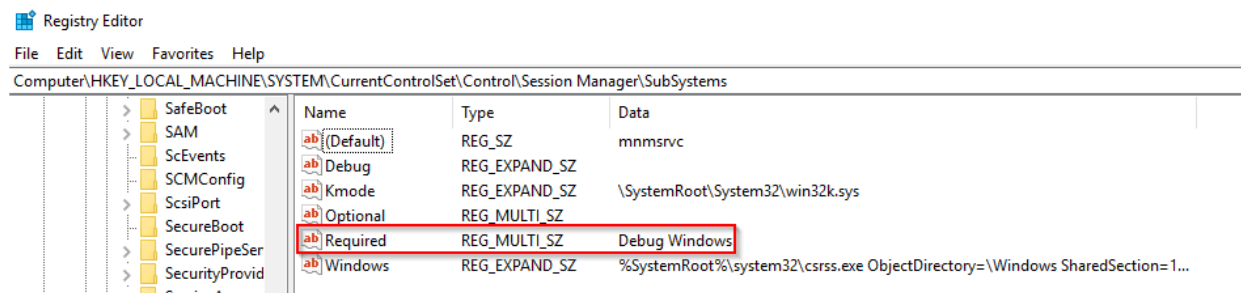 Registry Editor
File Edit View Favorites Help
Computer\HKEY_LOCAL_MACHINE\SYSTEM\CurrentControlSet\Control\Session Manager\SubSystems
SafeBoot
SAM
ScEvents
SCMConfig
ScsiPort
SecureBoot
SecurePipeSer
SecurityProvid
Name Type Data
(Default) REG_SZ mnmsrvc
Debug REG_EXPAND_SZ
Kmode REG_EXPAND_SZ \SystemRoot\System32\win32k.sys
Optional REG_MULTI_SZ
Required REG_MULTI_SZ Debug Windows
Windows REG_EXPAND_SZ %SystemRoot%\system32\csrss.exe ObjectDirectory=\Windows SharedSection=1...